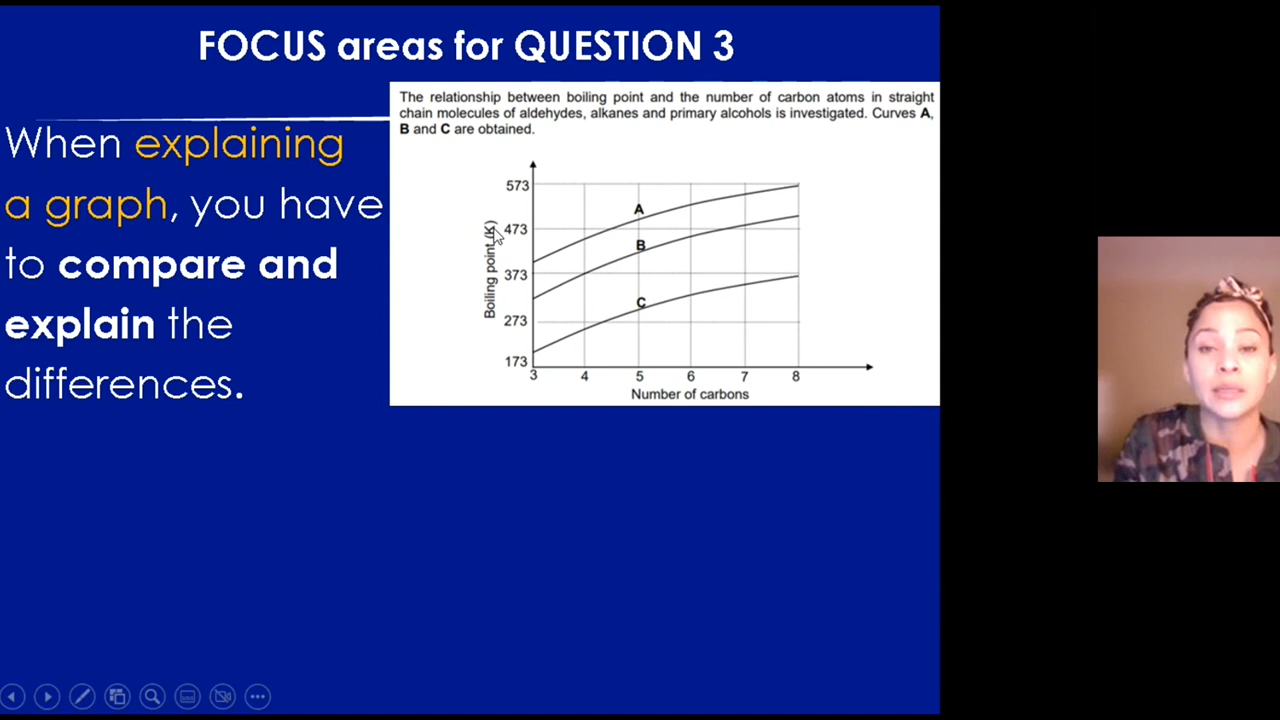 FOCUS areas for QUESTION 3
When explaining
a graph, you have
to compare and
explain the
differences.
The relationship between boiling point and the number of carbon atoms in straight
chain molecules of aldehydes, alkanes and primary alcohols is investigated. Curves A,
B and C are obtained.
Boiling point (K)
573
473
373
273
173
A
B
C
3 4 5 6 7 8
Number of carbons